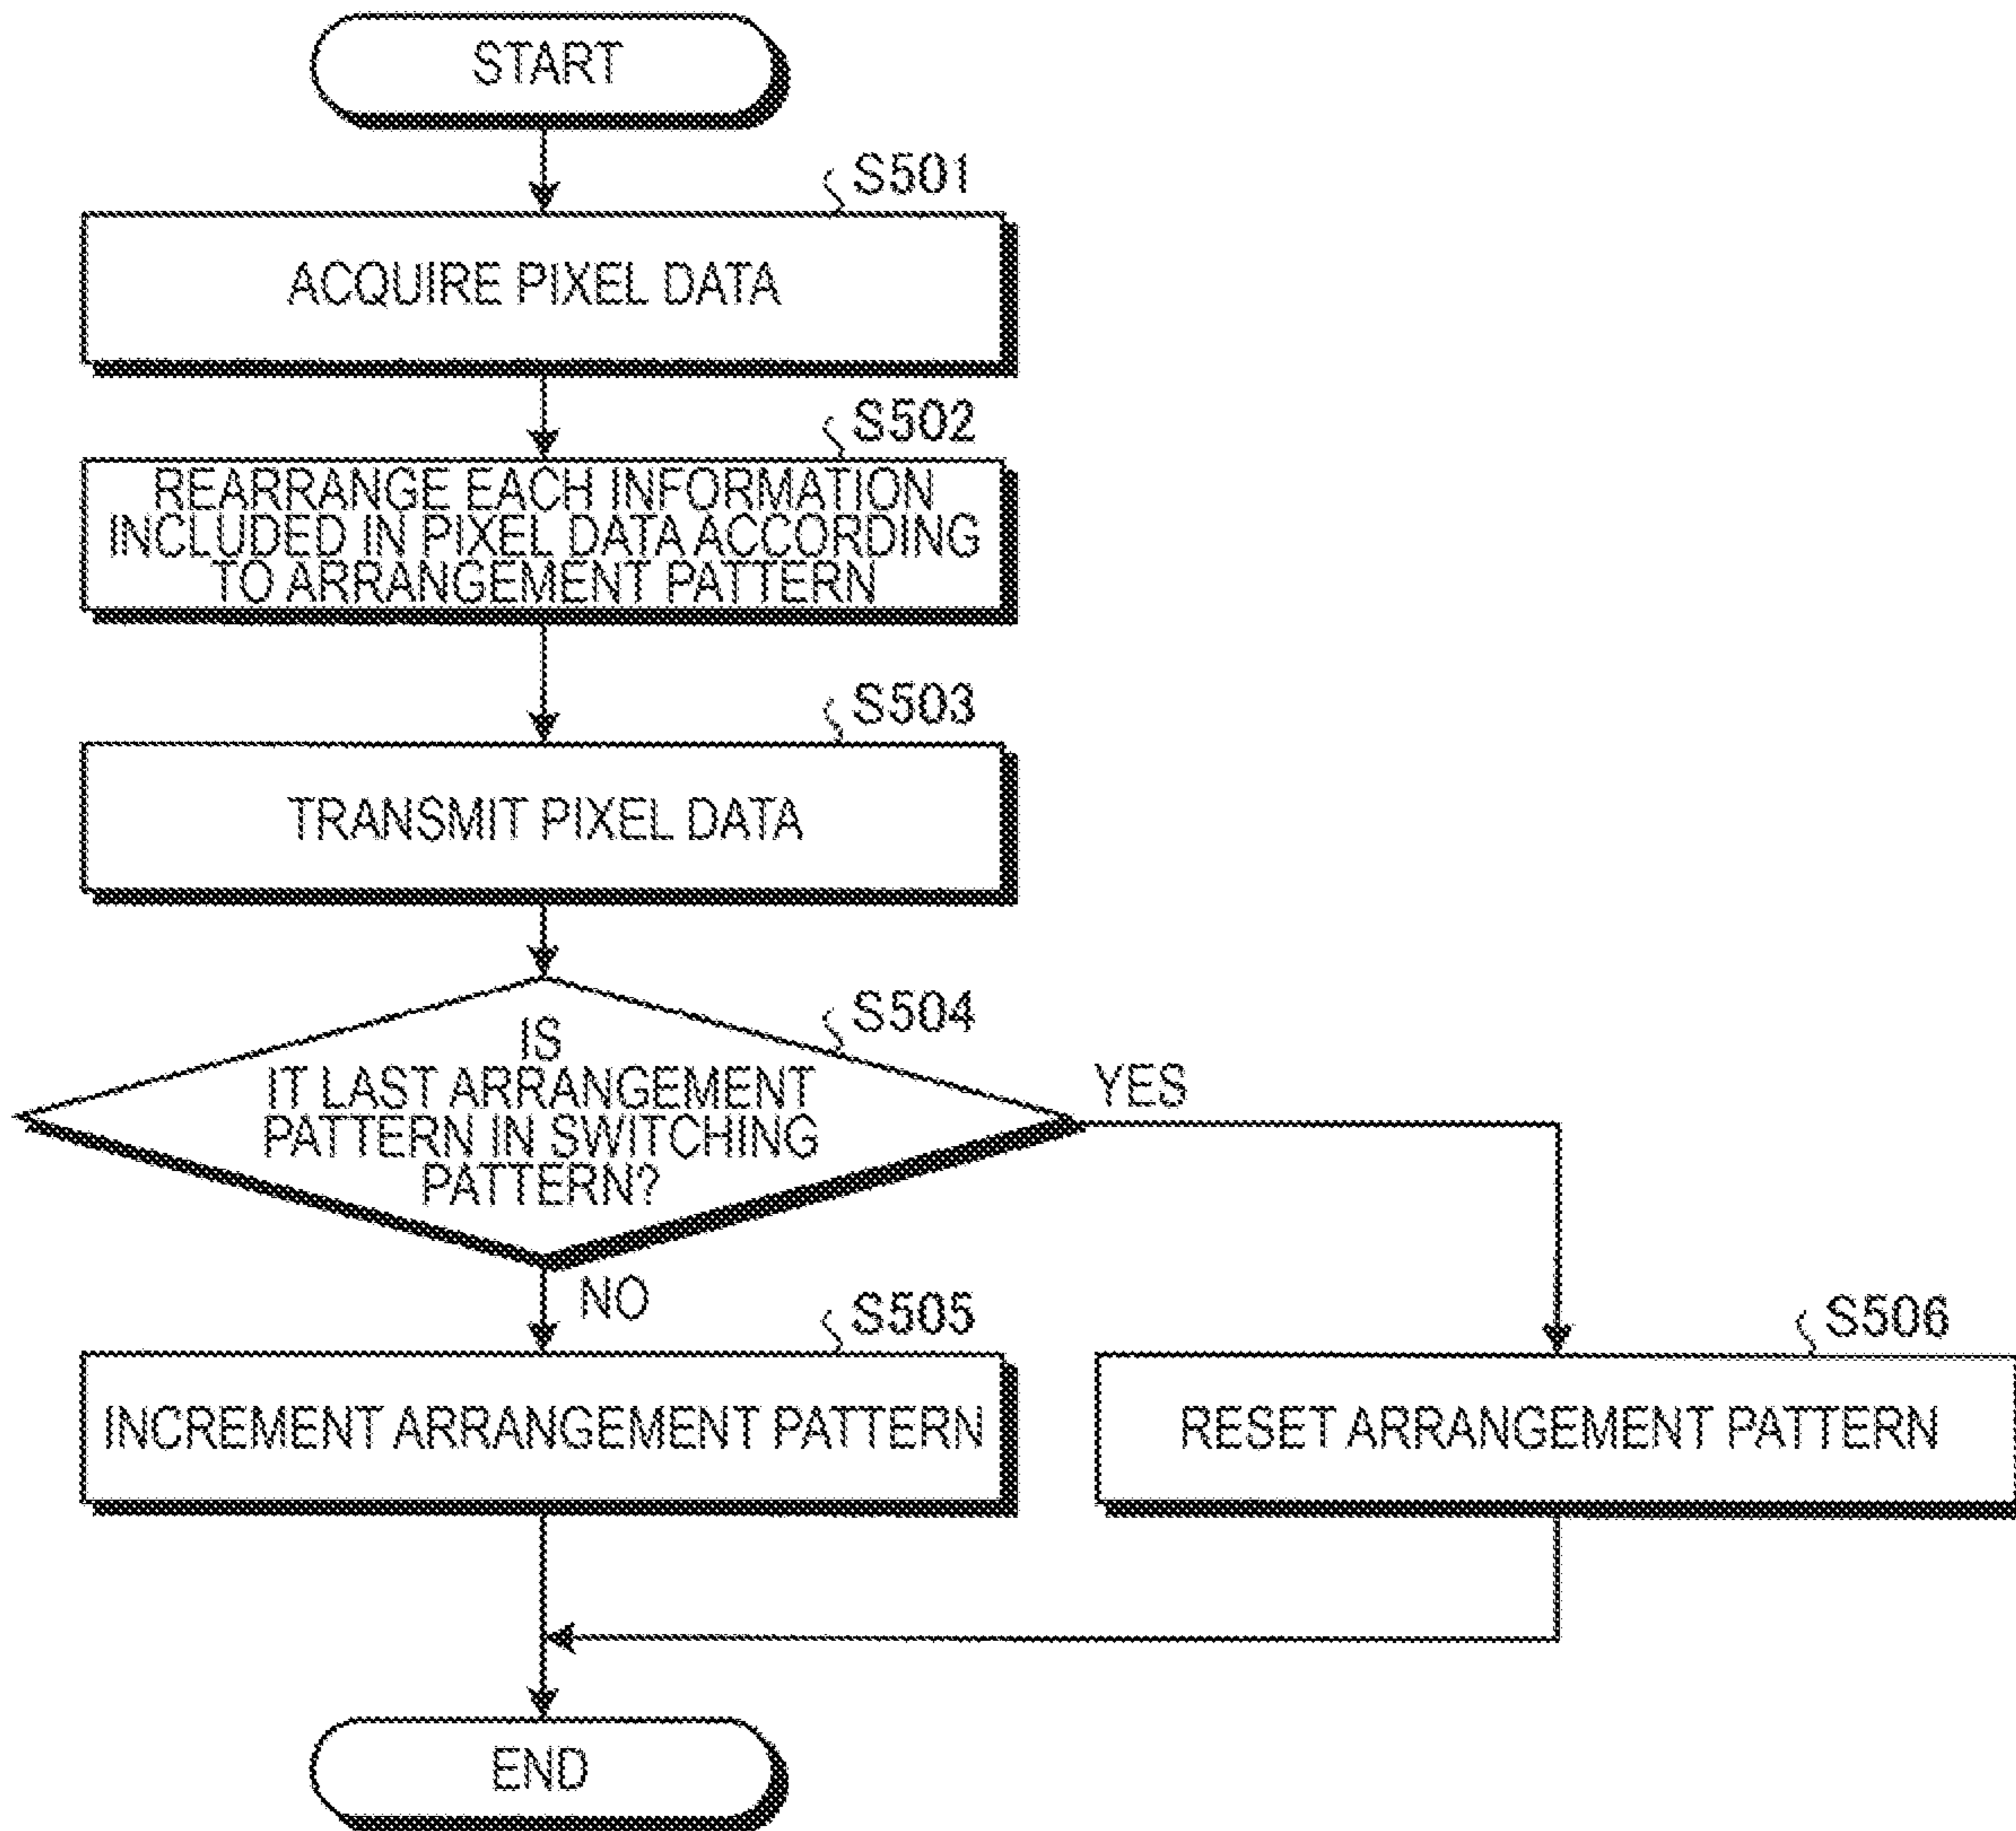 START
S501
ACQUIRE PIXEL DATA
S502
REARRANGE EACH INFORMATION
INCLUDED IN PIXEL DATA ACCORDING
TO ARRANGEMENT PATTERN
S503
TRANSMIT PIXEL DATA
S504
IS
IT LAST ARRANGEMENT
PATTERN IN SWITCHING
PATTERN?
YES
NO
S505
INCREMENT ARRANGEMENT PATTERN
S506
RESET ARRANGEMENT PATTERN
END